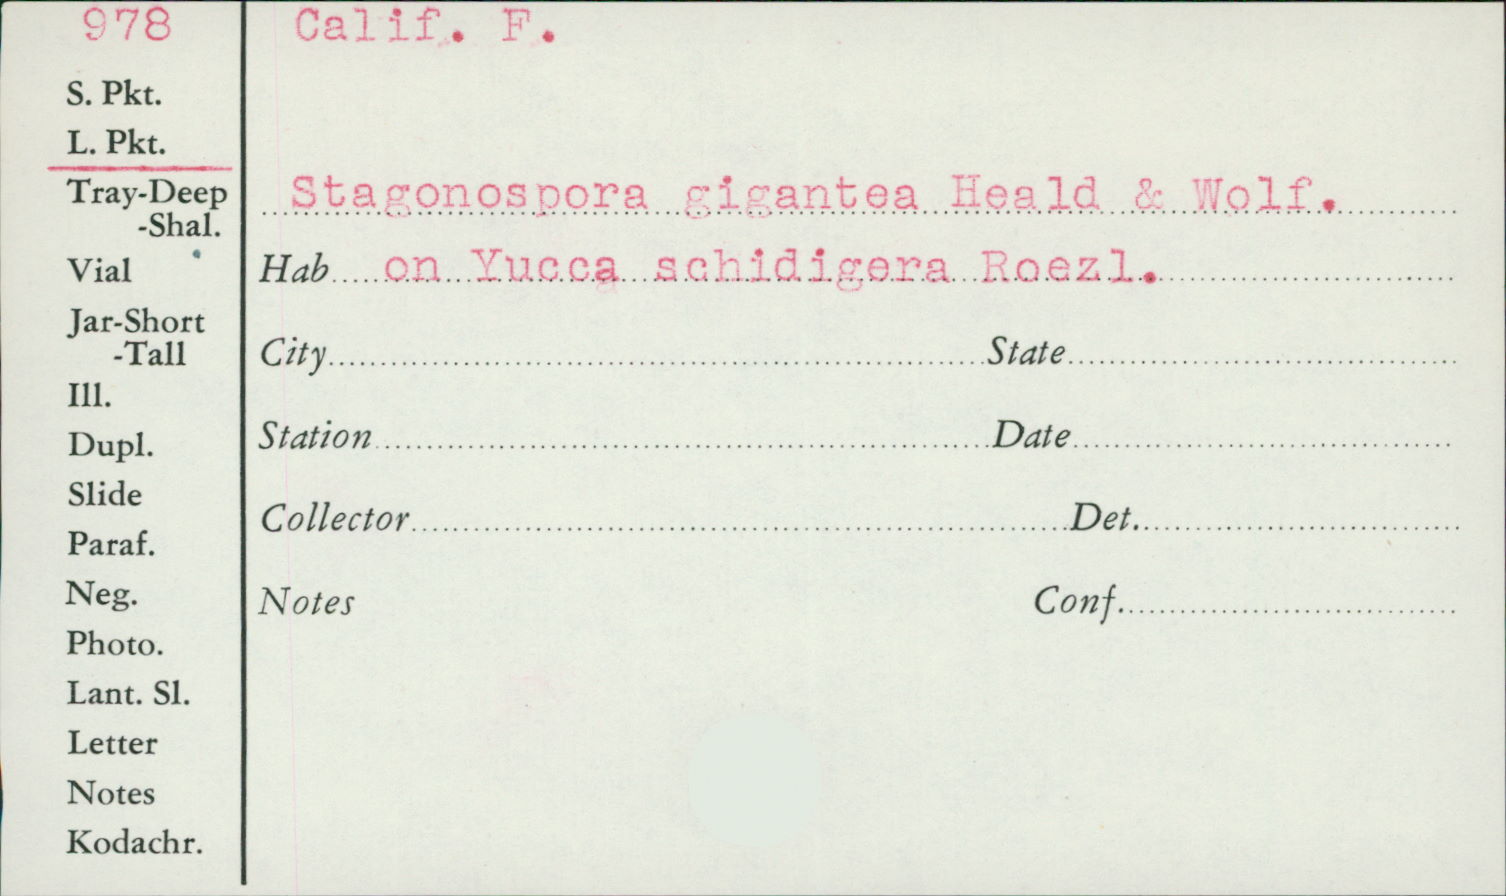 978
Calif. F.
S. Pkt.
L. Pkt.
Tray-Deep
-Shal.
Vial
Jar-Short
-Tall
Ill.
Dupl.
Slide
Paraf.
Neg.
Photo.
Lant. Sl.
Letter
Notes
Kodachr.
Stagonospora gigantea Heald & Wolf.
Hab on Yucca schidigera Roezl.
City State
Station Date
Collector Det.
Notes Conf.